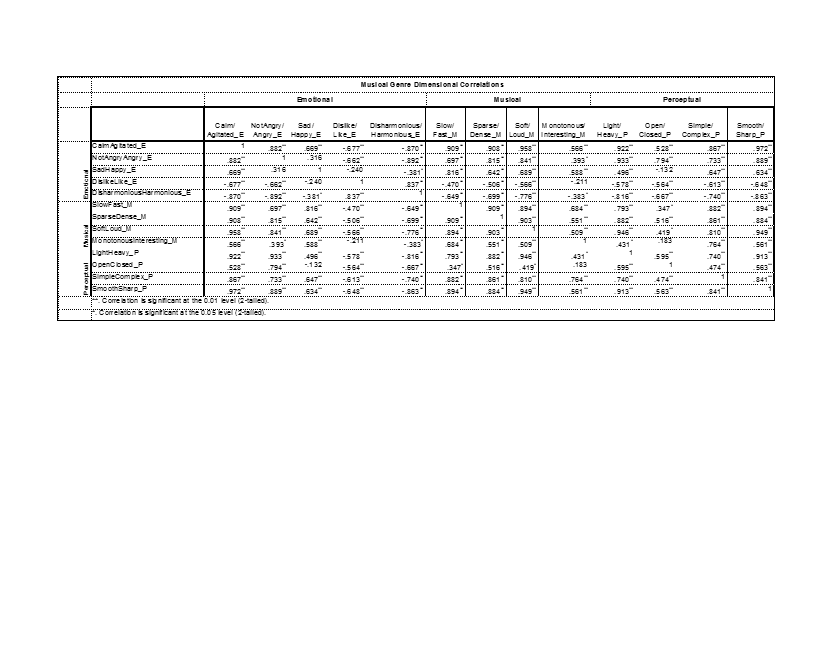 Musical Genre Dimensional Correlations
Emotional Musical Perceptual
Calm/ NotAngry/ Sad/ Dislike/ Disharmonious/ Slow/ Sparse/ Soft/ Monotonous/ Light/ Open/ Simple/ Smooth/
Agitated_E Angry_E Happy_E Like_E Harmonious_E Fast_M Dense_M Loud_M Interesting_M Heavy_P Closed_P Complex_P Sharp_P
Emotional
CalmAgitated_E 1 .882** .669** -.677** -.870** .909** .908** .958** .566** .922** .528** .867** .972**
NotAngryAngry_E .882** 1 .316 -.662** -.892** .697** .815** .841** .393* .933** .794** .733** .889**
SadHappy_E .669** .316 1 -.240 -.381* .816** .642** .689** .588** .496** -.132 .647** .634**
DislikeLike_E -.677** -.662** -.240 1 .837** -.470** -.506** -.566** -.211 -.578** -.564** -.613** -.648**
DisharmoniousHarmonious_E -.870** -.892** -.381* .837** 1 -.649** -.699** -.776** -.383* -.816** -.667** -.740** -.863**
Musical
SlowFast_M .909** .697** .816** -.470** -.649** 1 .909** .894** .684** .793** .347* .882** .894**
SparseDense_M .908** .815** .642** -.506** -.699** .909** 1 .903** .551** .882** .516** .861** .884**
SoftLoud_M .958** .841** .689** -.566** -.776** .894** .903** 1 .509** .946** .419* .810** .949**
MonotonousInteresting_M .566** .393* .588** -.211 -.383* .684** .551** .509** 1 .431* .183 .764** .561**
Perceptual
LightHeavy_P .922** .933** .496** -.578** -.816** .793** .882** .946** .431* 1 .595** .740** .913**
OpenClosed_P .528** .794** -.132 -.564** -.667** .347* .516** .419* .183 .595** 1 .474** .563**
SimpleComplex_P .867** .733** .647** -.613** -.740** .882** .861** .810** .764** .740** .474** 1 .841**
SmoothSharp_P .972** .889** .634** -.648** -.863** .894** .884** .949** .561** .913** .563** .841** 1
**. Correlation is significant at the 0.01 level (2-tailed).
*. Correlation is significant at the 0.05 level (2-tailed).